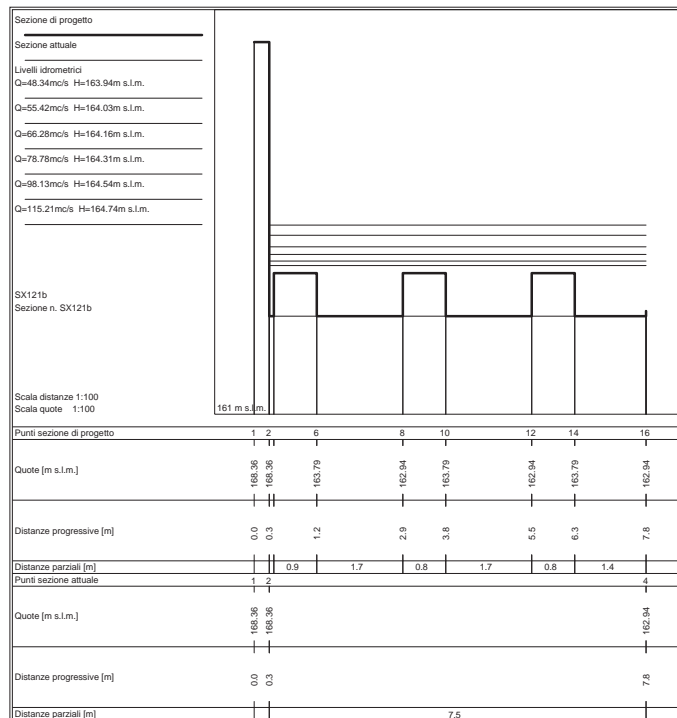 Sezione di progetto
Sezione attuale
Livelli idrometrici
Q=48.34mc/s H=163.94m s.l.m.
Q=55.42mc/s H=164.03m s.l.m.
Q=66.28mc/s H=164.16m s.l.m.
Q=78.78mc/s H=164.31m s.l.m.
Q=98.13mc/s H=164.54m s.l.m.
Q=115.21mc/s H=164.74m s.l.m.
SX121b
Sezione n. SX121b
Scala distanze 1:100
Scala quote 1:100
161 m s.l.m.
Punti sezione di progetto 1 2 6 8 10 12 14 16
Quote [m s.l.m.] 168.36 168.36 163.79 162.94 163.79 162.94 163.79 162.94
Distanze progressive [m] 0.0 0.3 1.2 2.9 3.8 5.5 6.3 7.8
Distanze parziali [m] 0.9 1.7 0.8 1.7 0.8 1.4
Punti sezione attuale 1 2 4
Quote [m s.l.m.] 168.36 168.36 162.94
Distanze progressive [m] 0.0 0.3 7.8
Distanze parziali [m] 7.5